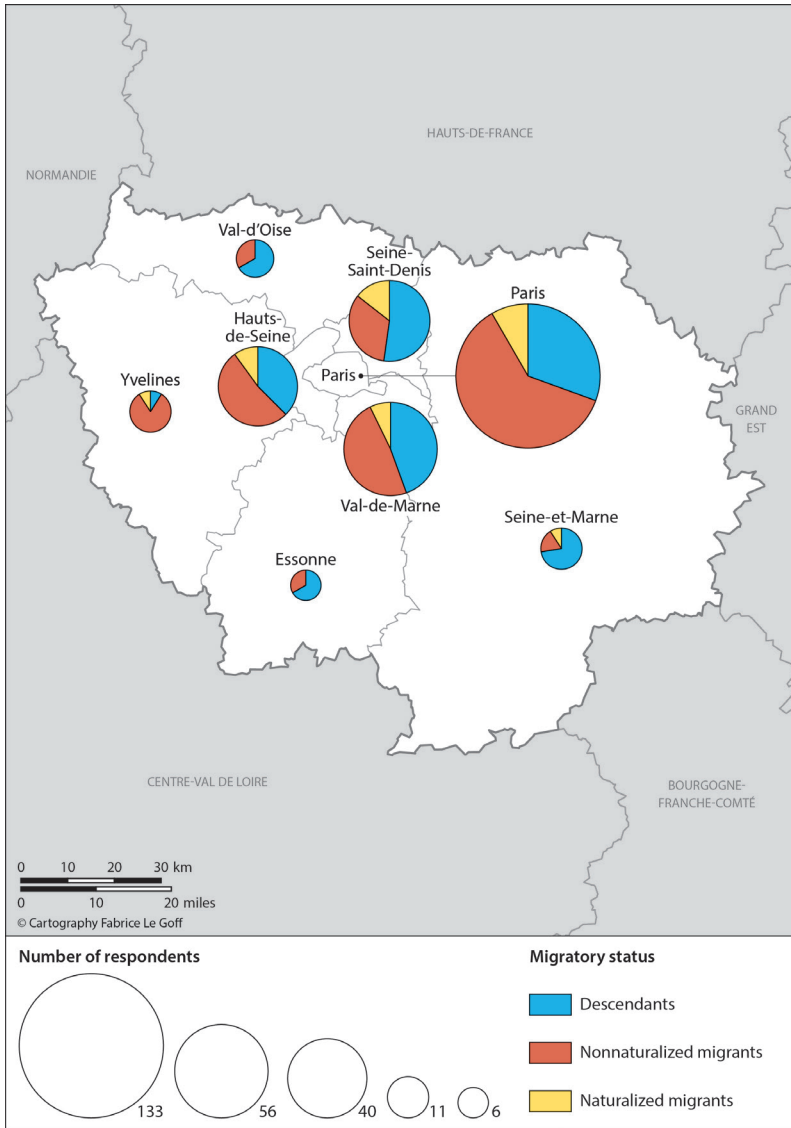 HAUTS-DE-FRANCE
NORMANDIE
Val-d'Oise
Seine-
Saint-Denis
Paris
Hauts-
de-Seine
Paris
Yvelines
GRAND
EST
Val-de-Marne
Seine-et-Marne
Essonne
CENTRE-VAL DE LOIRE
BOURGOGNE-
FRANCHE-COMTÉ
0 10 20 30 km
0 10 20 miles
© Cartography Fabrice Le Goff
Number of respondents
133
56
40
11
6
Migratory status
Descendants
Nonnaturalized migrants
Naturalized migrants